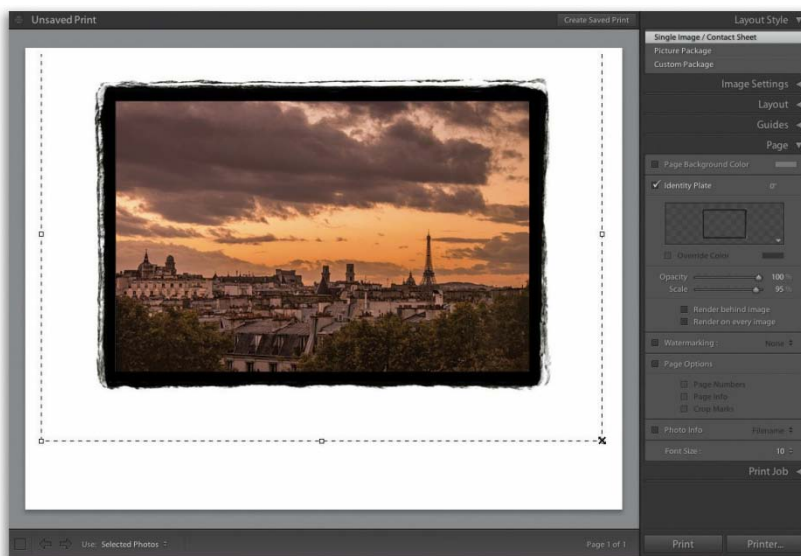 Unsaved Print
Create Saved Print
Layout Style
Single Image / Contact Sheet
Picture Package
Custom Package
Image Settings
Layout
Guides
Page
Page Background Color
Identity Plate 0°
Override Color
Opacity 100 %
Scale 95 %
Render behind image
Render on every image
Watermarking : None
Page Options
Page Numbers
Page Info
Crop Marks
Photo Info Filename
Font Size : 10
Print Job
Use: Selected Photos
Page 1 of 1
Print
Printer...